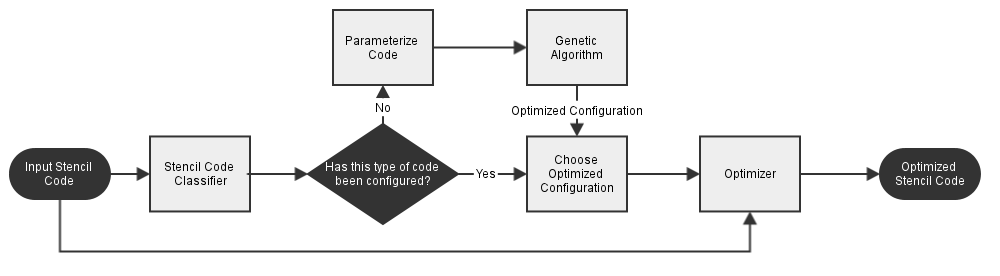 Input Stencil
Code
Stencil Code
Classifier
Has this type of code
been configured?
No
Parameterize
Code
Genetic
Algorithm
Optimized Configuration
Yes
Choose
Optimized
Configuration
Optimizer
Optimized
Stencil Code